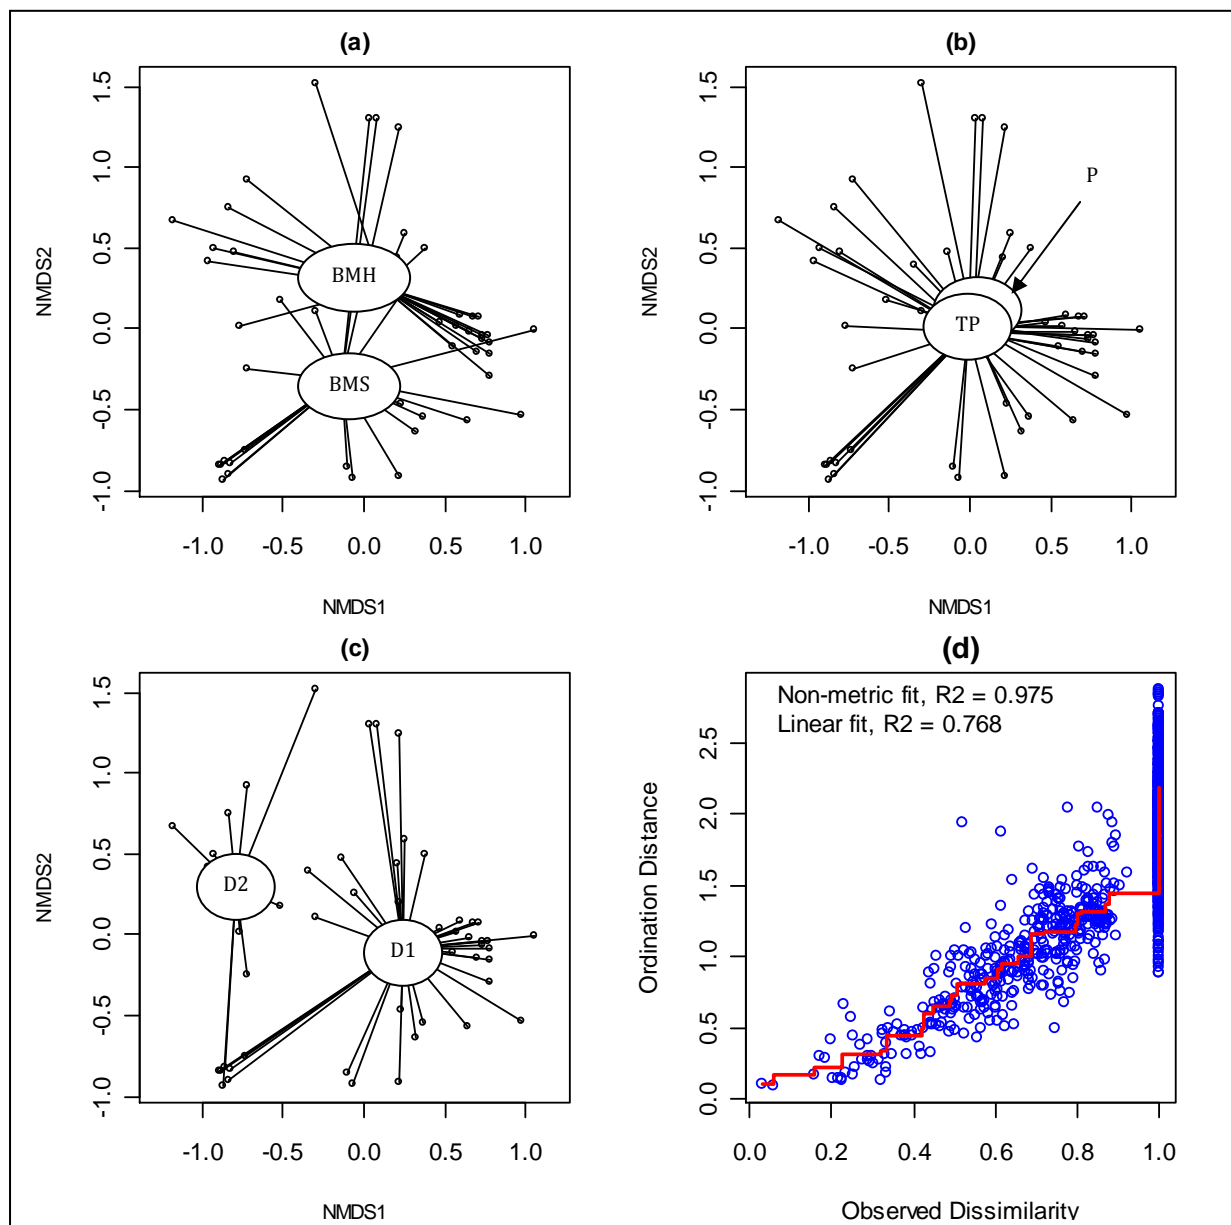 (a)
1.5
1.0
0.5
0.0
-0.5
-1.0
NMDS2
BMH
BMS
-1.0 -0.5 0.0 0.5 1.0
NMDS1
(b)
1.5
1.0
0.5
0.0
-0.5
-1.0
NMDS2
P
TP
-1.0 -0.5 0.0 0.5 1.0
NMDS1
(c)
1.5
1.0
0.5
0.0
-0.5
-1.0
NMDS2
D2
D1
-1.0 -0.5 0.0 0.5 1.0
NMDS1
(d)
Non-metric fit, R2 = 0.975
Linear fit, R2 = 0.768
2.5
2.0
1.5
1.0
0.5
0.0
Ordination Distance
0.0 0.2 0.4 0.6 0.8 1.0
Observed Dissimilarity